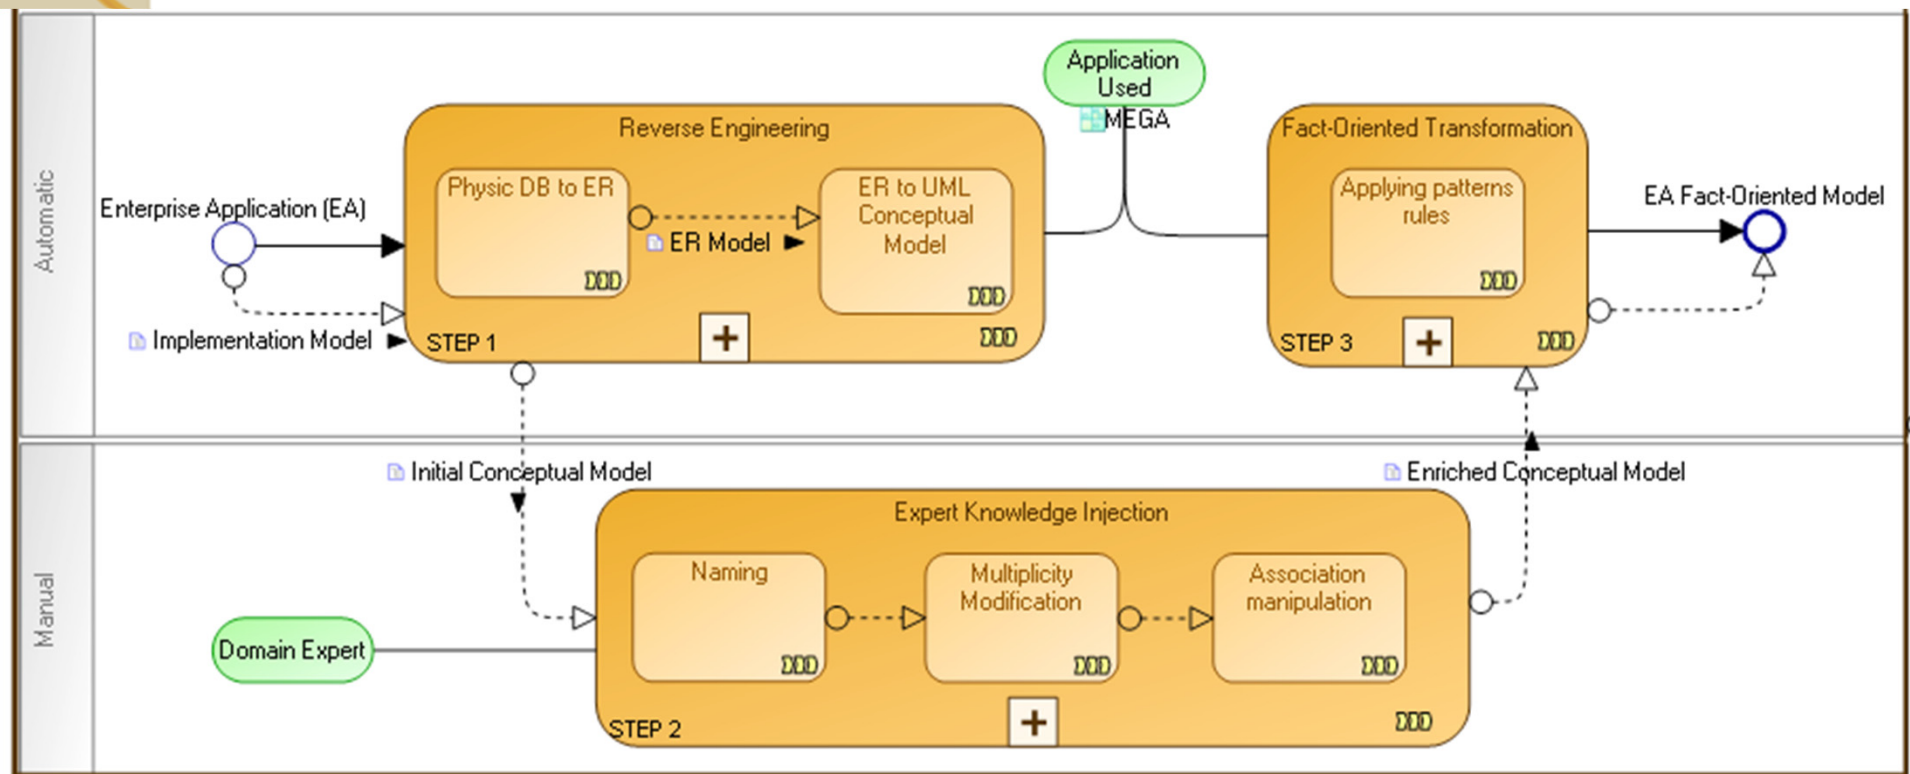 Automatic
Enterprise Application (EA)
Implementation Model
Reverse Engineering
Physic DB to ER
ER Model
ER to UML
Conceptual
Model
STEP 1
Application
Used
MEGA
Fact-Oriented Transformation
Applying patterns
rules
STEP 3
EA Fact-Oriented Model
Manual
Initial Conceptual Model
Enriched Conceptual Model
Domain Expert
Expert Knowledge Injection
Naming
Multiplicity
Modification
Association
manipulation
STEP 2